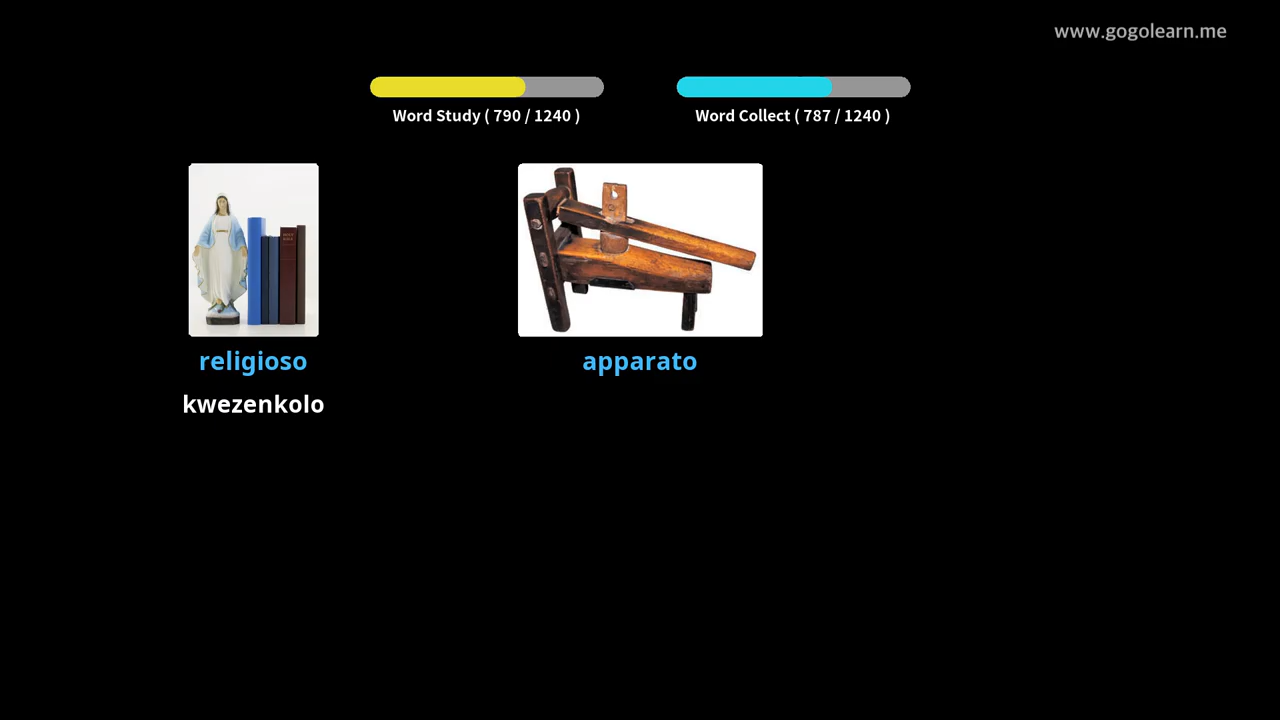 www.gogolearn.me
Word Study ( 790 / 1240 )
Word Collect ( 787 / 1240 )
religioso
apparato
kwezenkolo